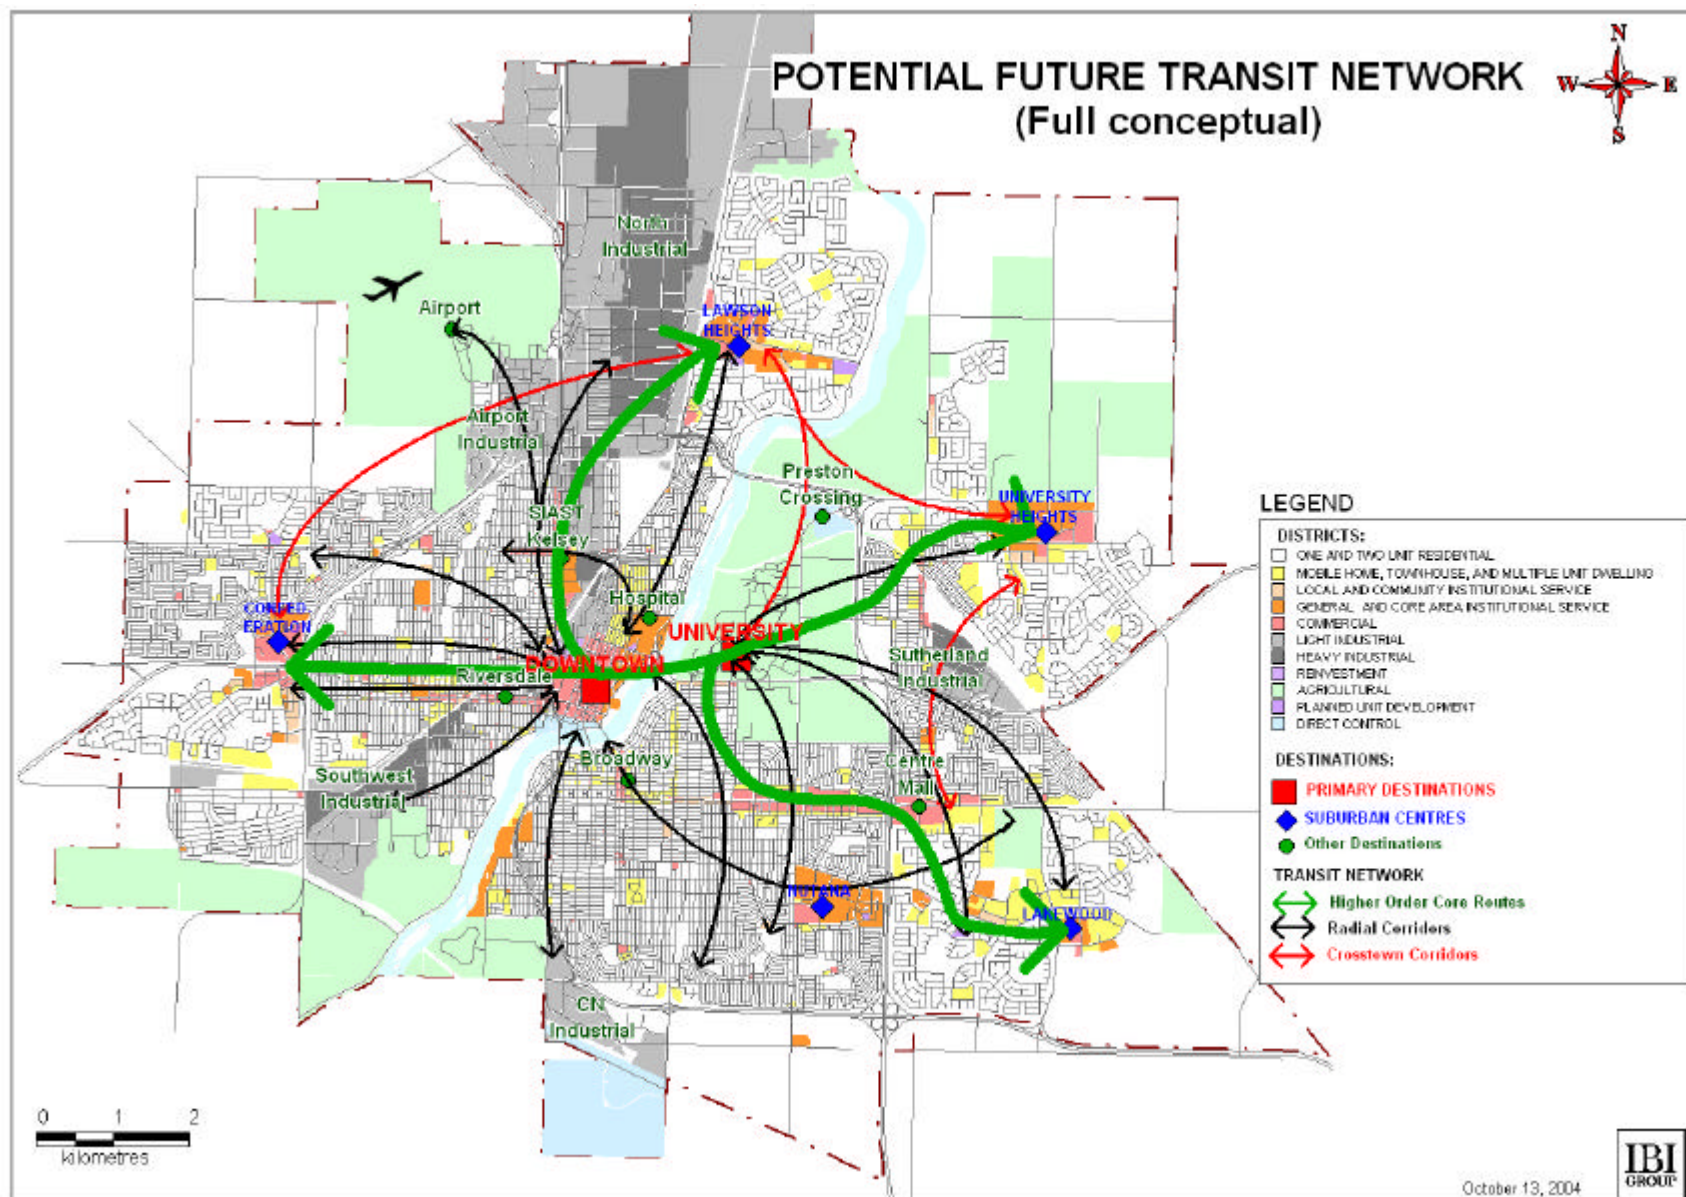 POTENTIAL FUTURE TRANSIT NETWORK
(Full conceptual)
N
W
E
S
North
Industrial
Airport
LAWSON
HEIGHTS
Airport
Industrial
Preston
Crossing
UNIVERSITY
HEIGHTS
SIAST
Kelsey
Hospital
CONFED-
ERATION
UNIVERSITY
DOWNTOWN
Riversdale
Sutherland
Industrial
Broadway
Centre
Mall
Southwest
Industrial
NUTANA
LAKEWOOD
CN
Industrial
LEGEND
DISTRICTS:
ONE AND TWO UNIT RESIDENTIAL
MOBILE HOME, TOWNHOUSE, AND MULTIPLE UNIT DWELLING
LOCAL AND COMMUNITY INSTITUTIONAL SERVICE
GENERAL AND CORE AREA INSTITUTIONAL SERVICE
COMMERCIAL
LIGHT INDUSTRIAL
HEAVY INDUSTRIAL
REINVESTMENT
AGRICULTURAL
PLANNED UNIT DEVELOPMENT
DIRECT CONTROL
DESTINATIONS:
PRIMARY DESTINATIONS
SUBURBAN CENTRES
Other Destinations
TRANSIT NETWORK
Higher Order Core Routes
Radial Corridors
Crosstown Corridors
0 1 2
kilometres
IBI
GROUP
October 13, 2004